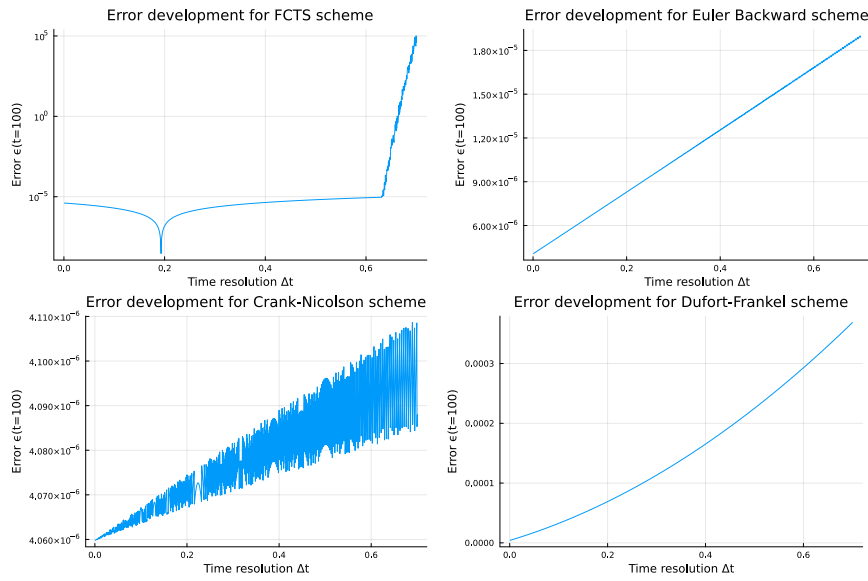 Error development for FCTS scheme
Error ϵ(t=100)
10⁵
10⁰
10⁻⁵
0.0
0.2
0.4
0.6
Time resolution Δt
Error development for Euler Backward scheme
Error ϵ(t=100)
1.80×10⁻⁵
1.50×10⁻⁵
1.20×10⁻⁵
9.00×10⁻⁶
6.00×10⁻⁶
0.0
0.2
0.4
0.6
Time resolution Δt
Error development for Crank-Nicolson scheme
Error ϵ(t=100)
4.110×10⁻⁶
4.100×10⁻⁶
4.090×10⁻⁶
4.080×10⁻⁶
4.070×10⁻⁶
4.060×10⁻⁶
0.0
0.2
0.4
0.6
Time resolution Δt
Error development for Dufort-Frankel scheme
Error ϵ(t=100)
0.0003
0.0002
0.0001
0.0000
0.0
0.2
0.4
0.6
Time resolution Δt